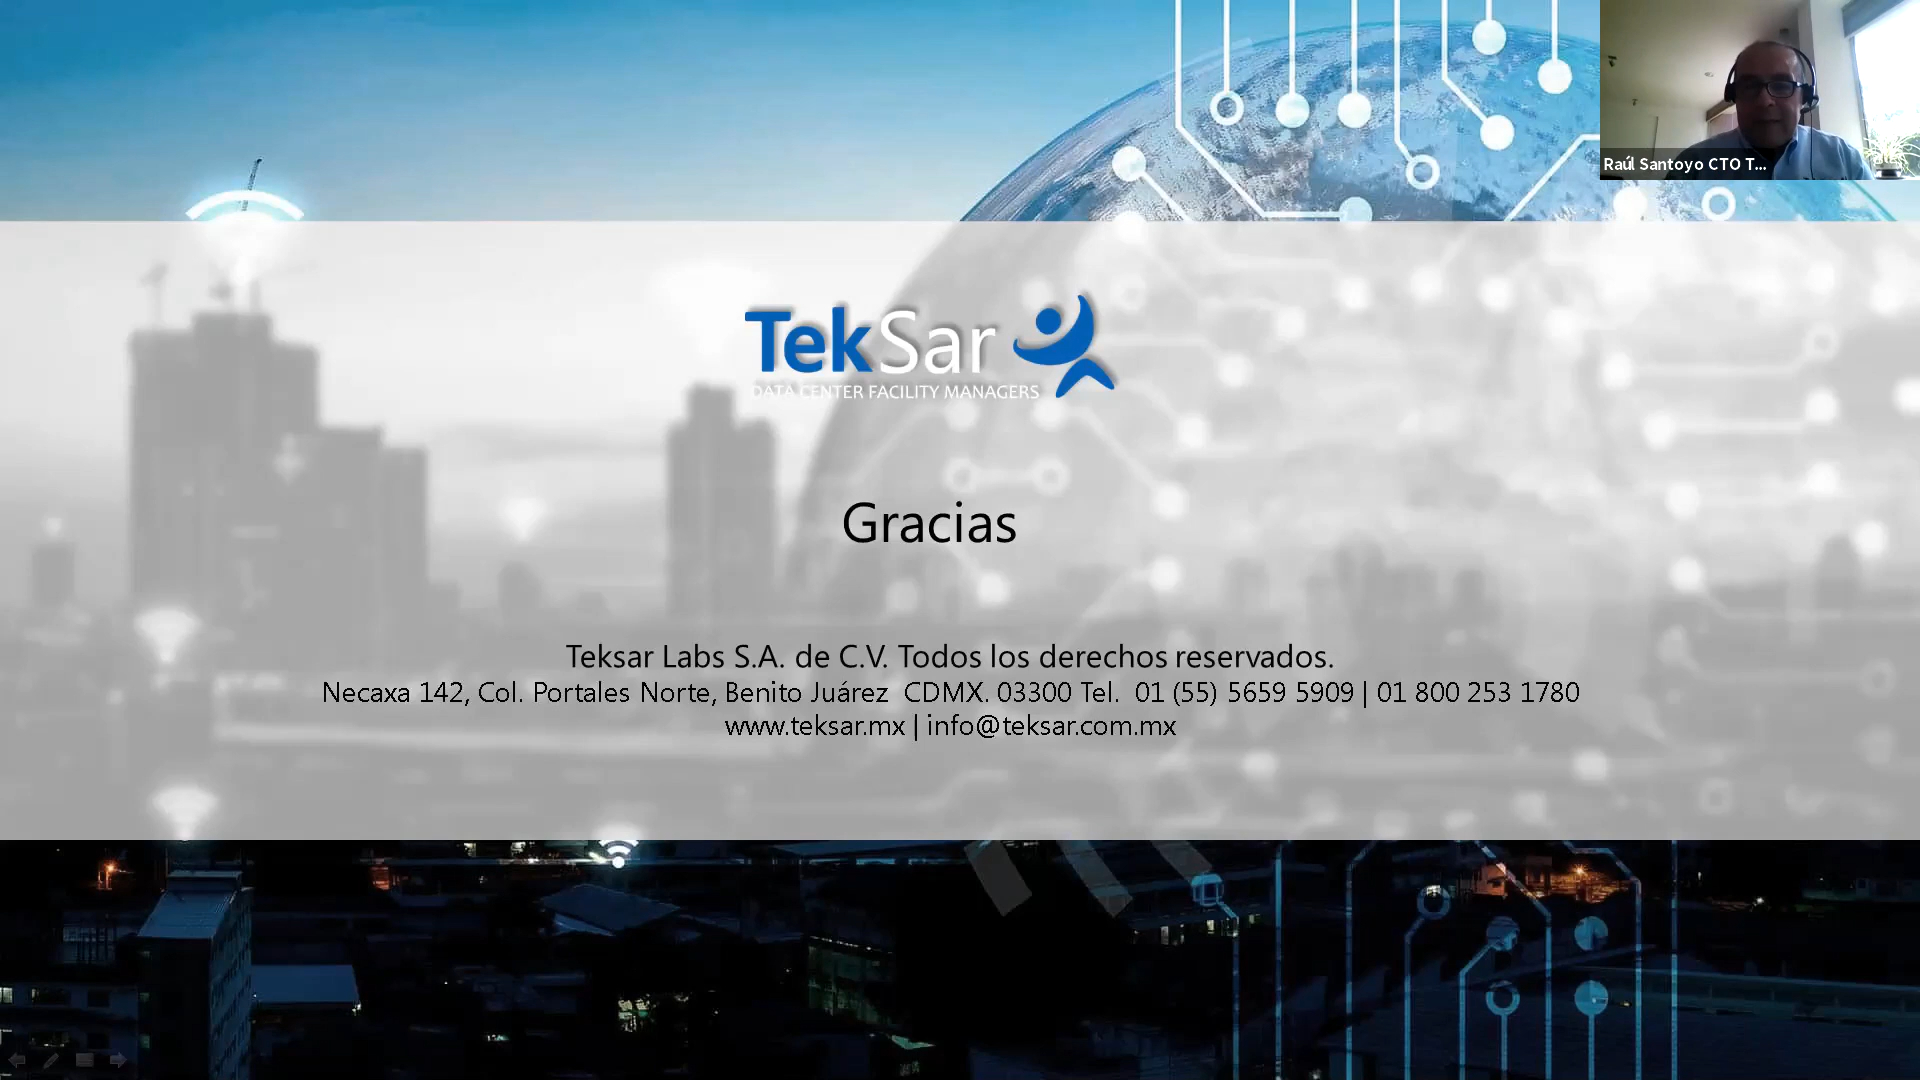 Raúl Santoyo CTO T...
TekSar
DATA CENTER FACILITY MANAGERS
Gracias
Teksar Labs S.A. de C.V. Todos los derechos reservados.
Necaxa 142, Col. Portales Norte, Benito Juárez  CDMX. 03300 Tel.  01 (55) 5659 5909 | 01 800 253 1780
www.teksar.mx | info@teksar.com.mx